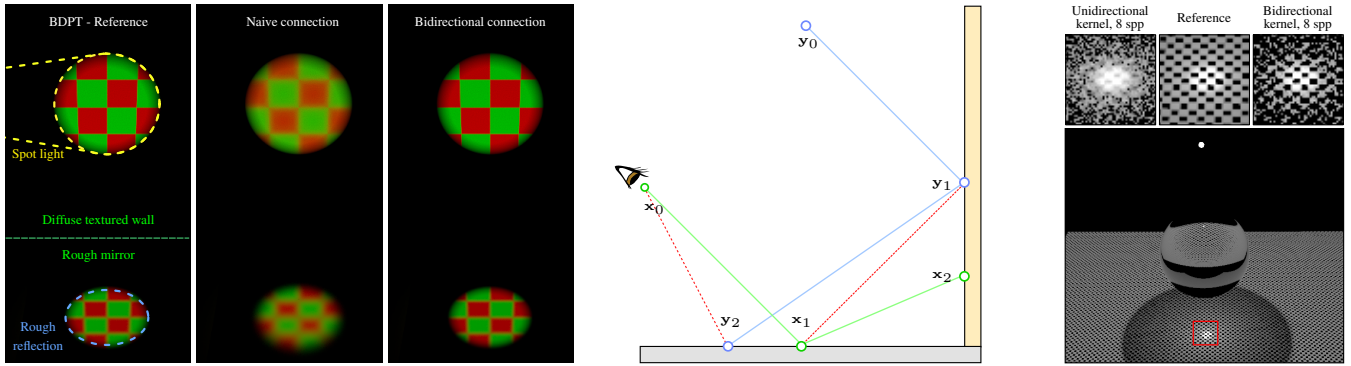 BDPT - Reference
Naive connection
Bidirectional connection
Spot light
Diffuse textured wall
Rough mirror
Rough
reflection
y0
x0
y1
x2
y2
x1
Unidirectional
kernel, 8 spp
Reference
Bidirectional
kernel, 8 spp